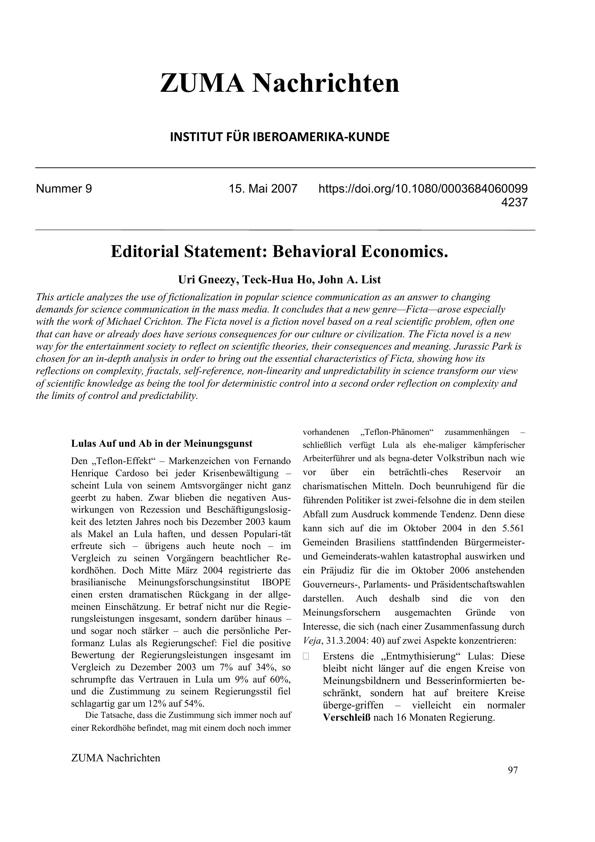 ZUMA Nachrichten
INSTITUT FÜR IBEROAMERIKA-KUNDE
Nummer 9 15. Mai 2007 https://doi.org/10.1080/0003684060099
4237
Editorial Statement: Behavioral Economics.
Uri Gneezy, Teck-Hua Ho, John A. List
This article analyzes the use of fictionalization in popular science communication as an answer to changing
demands for science communication in the mass media. It concludes that a new genre—Ficta—arose especially
with the work of Michael Crichton. The Ficta novel is a fiction novel based on a real scientific problem, often one
that can have or already does have serious consequences for our culture or civilization. The Ficta novel is a new
way for the entertainment society to reflect on scientific theories, their consequences and meaning. Jurassic Park is
chosen for an in-depth analysis in order to bring out the essential characteristics of Ficta, showing how its
reflections on complexity, fractals, self-reference, non-linearity and unpredictability in science transform our view
of scientific knowledge as being the tool for deterministic control into a second order reflection on complexity and
the limits of control and predictability.
Lulas Auf und Ab in der Meinungsgunst
Den „Teflon-Effekt“ – Markenzeichen von Fernando
Henrique Cardoso bei jeder Krisenbewältigung –
scheint Lula von seinem Amtsvorgänger nicht ganz
geerbt zu haben. Zwar blieben die negativen Aus-
wirkungen von Rezession und Beschäftigungslosig-
keit des letzten Jahres noch bis Dezember 2003 kaum
als Makel an Lula haften, und dessen Populari-tät
erfreute sich – übrigens auch heute noch – im
Vergleich zu seinen Vorgängern beachtlicher Re-
kordhöhen. Doch Mitte März 2004 registrierte das
brasilianische Meinungsforschungsinstitut IBOPE
einen ersten dramatischen Rückgang in der allge-
meinen Einschätzung. Er betraf nicht nur die Regie-
rungsleistungen insgesamt, sondern darüber hinaus –
und sogar noch stärker – auch die persönliche Per-
formanz Lulas als Regierungschef: Fiel die positive
Bewertung der Regierungsleistungen insgesamt im
Vergleich zu Dezember 2003 um 7% auf 34%, so
schrumpfte das Vertrauen in Lula um 9% auf 60%,
und die Zustimmung zu seinem Regierungsstil fiel
schlagartig gar um 12% auf 54%.
Die Tatsache, dass die Zustimmung sich immer noch auf
einer Rekordhöhe befindet, mag mit einem doch noch immer
vorhandenen „Teflon-Phänomen“ zusammenhängen –
schließlich verfügt Lula als ehe-maliger kämpferischer
Arbeiterführer und als begna-deter Volkstribun nach wie
vor über ein beträchtli-ches Reservoir an
charismatischen Mitteln. Doch beunruhigend für die
führenden Politiker ist zwei-felsohne die in dem steilen
Abfall zum Ausdruck kommende Tendenz. Denn diese
kann sich auf die im Oktober 2004 in den 5.561
Gemeinden Brasiliens stattfindenden Bürgermeister-
und Gemeinderats-wahlen katastrophal auswirken und
ein Präjudiz für die im Oktober 2006 anstehenden
Gouverneurs-, Parlaments- und Präsidentschaftswahlen
darstellen. Auch deshalb sind die von den
Meinungsforschern ausgemachten Gründe von
Interesse, die sich (nach einer Zusammenfassung durch
Veja, 31.3.2004: 40) auf zwei Aspekte konzentrieren:
Erstens die „Entmythisierung“ Lulas: Diese
bleibt nicht länger auf die engen Kreise von
Meinungsbildnern und Besserinformierten be-
schränkt, sondern hat auf breitere Kreise
überge-griffen – vielleicht ein normaler
Verschleiß nach 16 Monaten Regierung.
ZUMA Nachrichten
97